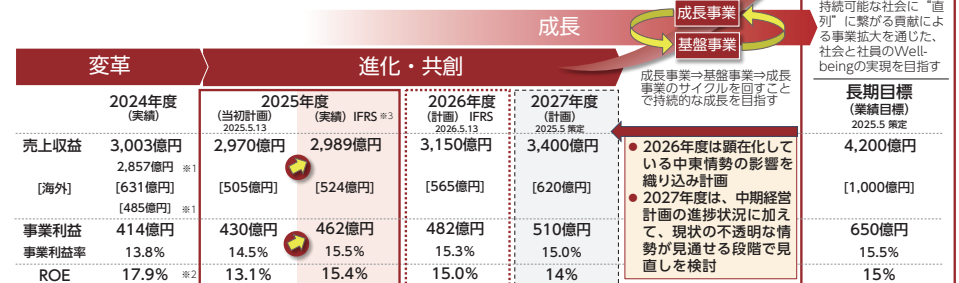 成長
成長事業
基盤事業
成長事業⇒基盤事業⇒成長
事業のサイクルを回すこと
で持続的な成長を目指す
持続可能な社会に“直
列”に繋がる貢献によ
る事業拡大を通じた、
社会と社員のWell-
beingの実現を目指す
変革
進化・共創
2024年度
(実績)
2025年度
(当初計画)
2025.5.13
(実績) IFRS ※3
2026年度
(計画) IFRS
2026.5.13
2027年度
(計画)
2025.5 策定
長期目標
(業績目標)
2025.5 策定
売上収益 3,003億円 2,970億円 2,989億円 3,150億円 3,400億円 4,200億円
2,857億円 ※1
[海外] [631億円] [505億円] [524億円] [565億円] [620億円] [1,000億円]
[485億円] ※1
事業利益 414億円 430億円 462億円 482億円 510億円 650億円
事業利益率 13.8% 14.5% 15.5% 15.3% 15.0% 15.5%
ROE 17.9% ※2 13.1% 15.4% 15.0% 14% 15%
● 2026年度は顕在化して
いる中東情勢の影響を
織り込み計画
● 2027年度は、中期経営
計画の進捗状況に加え
て、現状の不透明な情
勢が見通せる段階で見
直しを検討